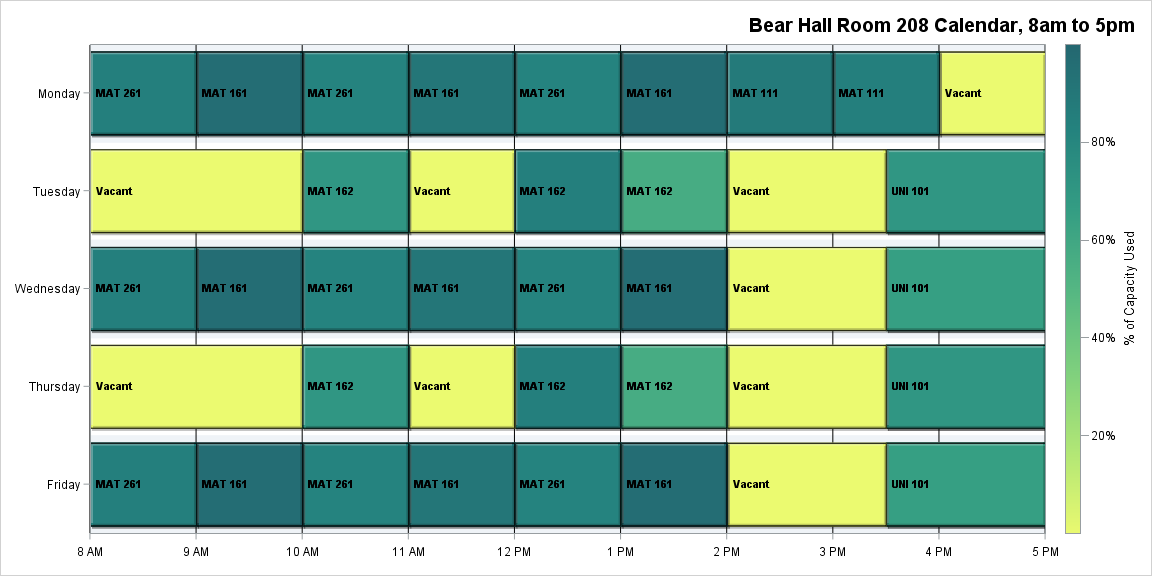 Bear Hall Room 208 Calendar, 8am to 5pm
Monday MAT 261 MAT 161 MAT 261 MAT 161 MAT 261 MAT 161 MAT 111 MAT 111 Vacant
80%
Tuesday Vacant MAT 162 Vacant MAT 162 MAT 162 Vacant UNI 101
60%
% of Capacity Used
Wednesday MAT 261 MAT 161 MAT 261 MAT 161 MAT 261 MAT 161 Vacant UNI 101
40%
Thursday Vacant MAT 162 Vacant MAT 162 MAT 162 Vacant UNI 101
20%
Friday MAT 261 MAT 161 MAT 261 MAT 161 MAT 261 MAT 161 Vacant UNI 101
8 AM 9 AM 10 AM 11 AM 12 PM 1 PM 2 PM 3 PM 4 PM 5 PM